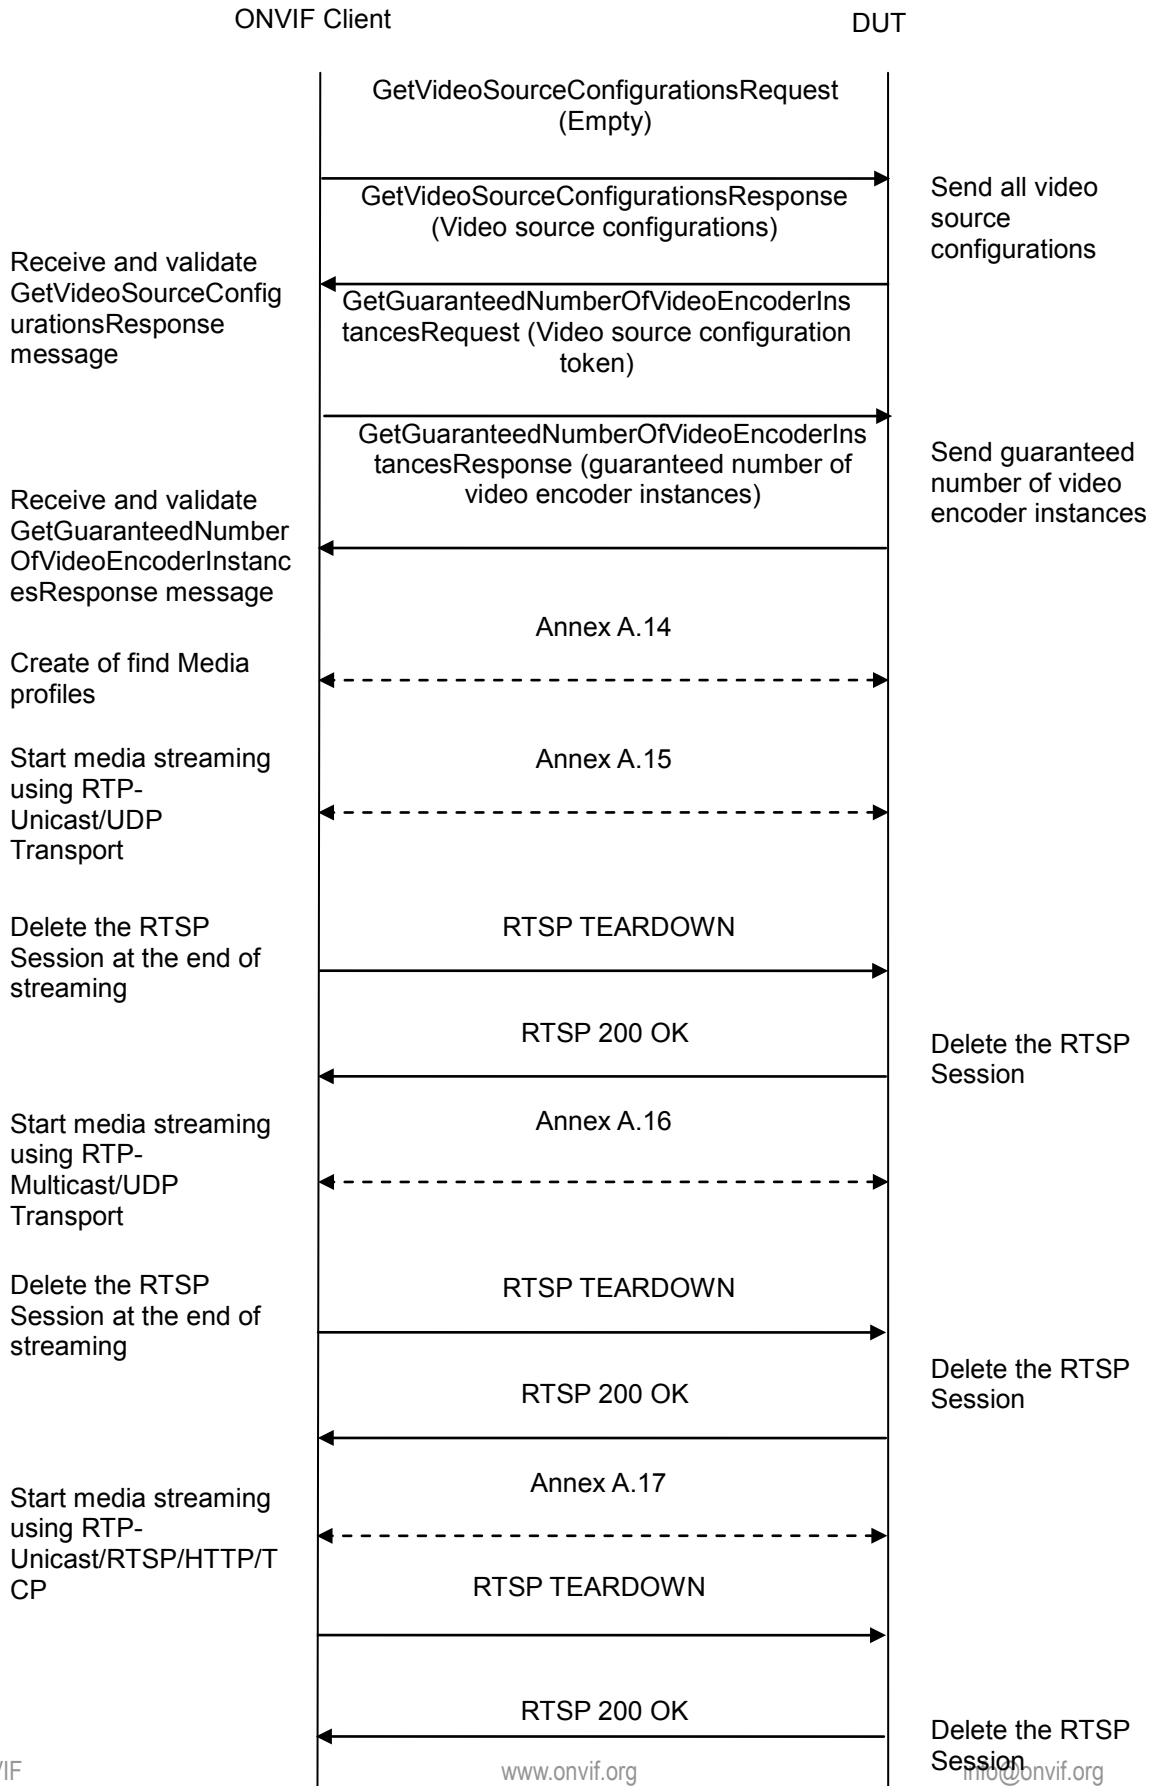 ONVIF Client
DUT
GetVideoSourceConfigurationsRequest
(Empty)
Send all video
source
configurations
GetVideoSourceConfigurationsResponse
(Video source configurations)
Receive and validate
GetVideoSourceConfig
urationsResponse
message
GetGuaranteedNumberOfVideoEncoderIns
tancesRequest (Video source configuration
token)
GetGuaranteedNumberOfVideoEncoderIns
tancesResponse (guaranteed number of
video encoder instances)
Send guaranteed
number of video
encoder instances
Receive and validate
GetGuaranteedNumber
OfVideoEncoderInstanc
esResponse message
Annex A.14
Create of find Media
profiles
Start media streaming
using RTP-
Unicast/UDP
Transport
Annex A.15
Delete the RTSP
Session at the end of
streaming
RTSP TEARDOWN
RTSP 200 OK
Delete the RTSP
Session
Start media streaming
using RTP-
Multicast/UDP
Transport
Annex A.16
Delete the RTSP
Session at the end of
streaming
RTSP TEARDOWN
RTSP 200 OK
Delete the RTSP
Session
Annex A.17
Start media streaming
using RTP-
Unicast/RTSP/HTTP/T
CP
RTSP TEARDOWN
RTSP 200 OK
Delete the RTSP
Session
VIF
www.onvif.org
info@onvif.org